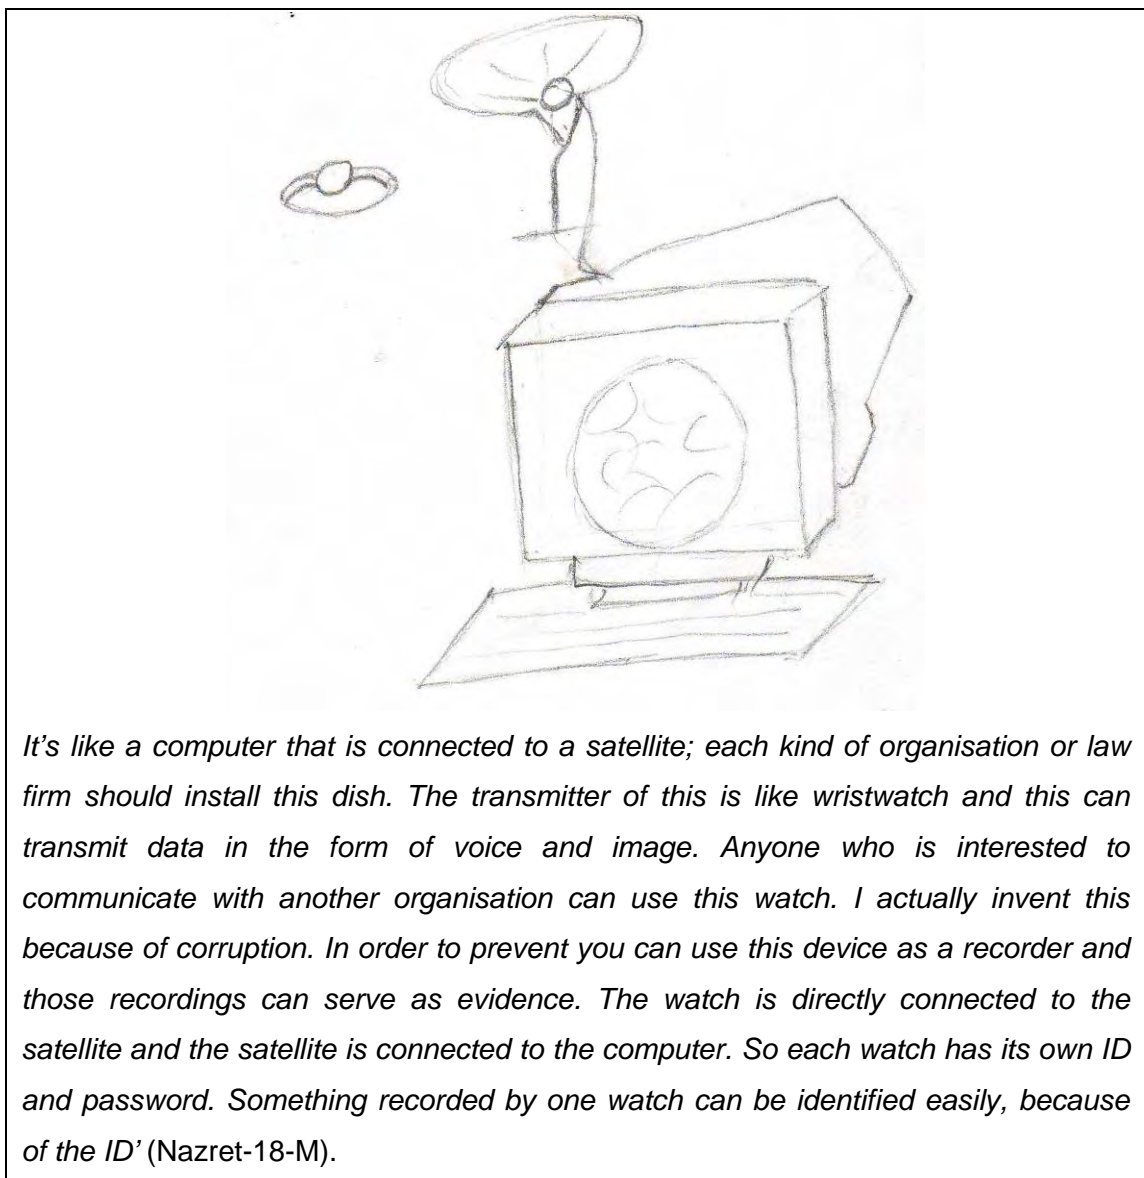 It’s like a computer that is connected to a satellite; each kind of organisation or law
firm should install this dish. The transmitter of this is like wristwatch and this can
transmit data in the form of voice and image. Anyone who is interested to
communicate with another organisation can use this watch. I actually invent this
because of corruption. In order to prevent you can use this device as a recorder and
those recordings can serve as evidence. The watch is directly connected to the
satellite and the satellite is connected to the computer. So each watch has its own ID
and password. Something recorded by one watch can be identified easily, because
of the ID’ (Nazret-18-M).